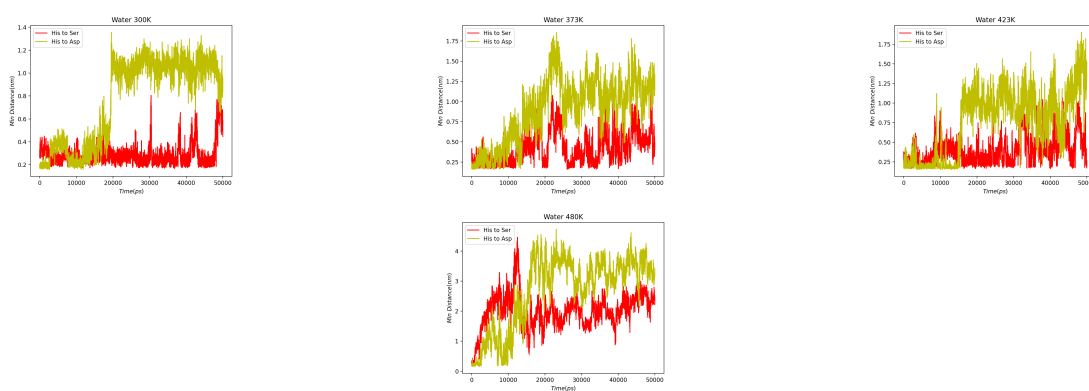 Water 300K
His to Ser
His to Asp
Min Distance(nm)
1.4
1.2
1.0
0.8
0.6
0.4
0.2
0
10000
20000
30000
40000
50000
Time(ps)
Water 373K
His to Ser
His to Asp
Min Distance(nm)
1.75
1.50
1.25
1.00
0.75
0.50
0.25
0
10000
20000
30000
40000
50000
Time(ps)
Water 423K
His to Ser
His to Asp
Min Distance(nm)
1.75
1.50
1.25
1.00
0.75
0.50
0.25
0
10000
20000
30000
40000
Time(ps)
Water 480K
His to Ser
His to Asp
Min Distance(nm)
4
3
2
1
0
0
10000
20000
30000
40000
50000
Time(ps)